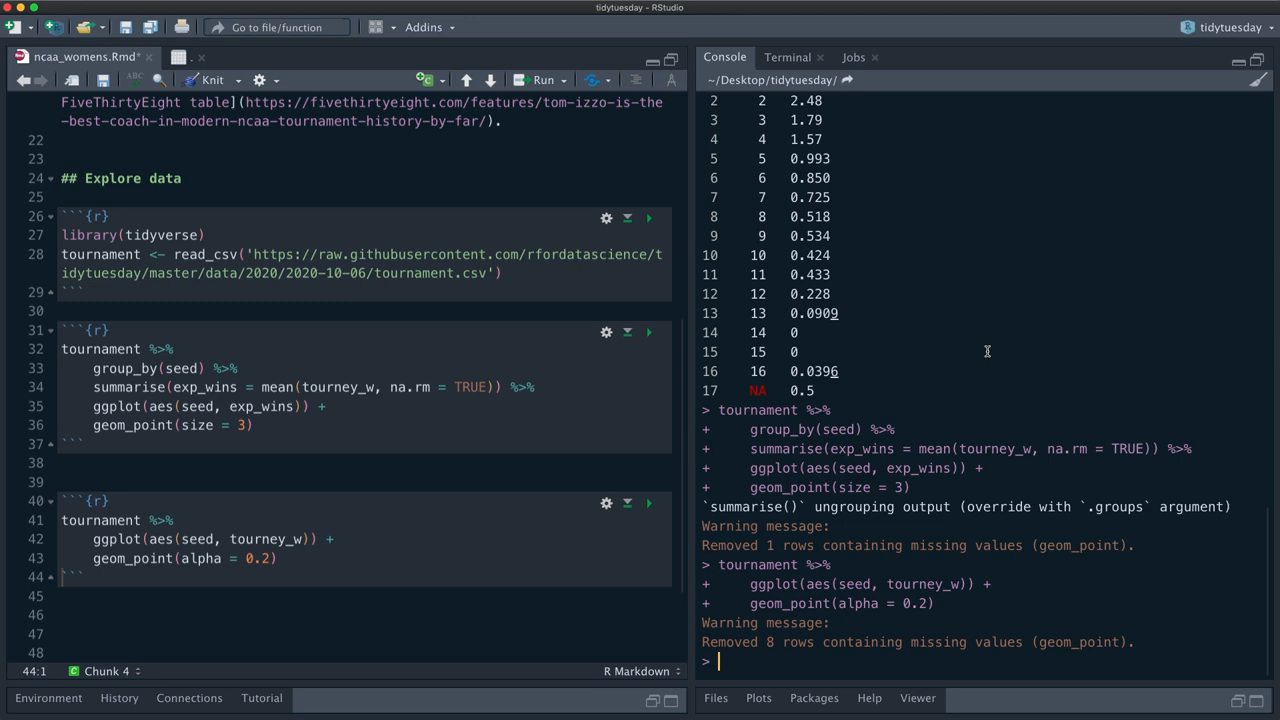 tidytuesday - RStudio
Go to file/function
Addins
tidytuesday
ncaa_womens.Rmd*
.
ABC
Knit
Run
FiveThirtyEight table](https://fivethirtyeight.com/features/tom-izzo-is-the
-best-coach-in-modern-ncaa-tournament-history-by-far/).
22
23
24 ## Explore data
25
26 ```{r}
27 library(tidyverse)
28 tournament <- read_csv('https://raw.githubusercontent.com/rfordatascience/t
idytuesday/master/data/2020/2020-10-06/tournament.csv')
29 ```
30
31 ```{r}
32 tournament %>%
33 group_by(seed) %>%
34 summarise(exp_wins = mean(tourney_w, na.rm = TRUE)) %>%
35 ggplot(aes(seed, exp_wins)) +
36 geom_point(size = 3)
37 ```
38
39
40 ```{r}
41 tournament %>%
42 ggplot(aes(seed, tourney_w)) +
43 geom_point(alpha = 0.2)
44 ```
45
46
47
48
44:1 Chunk 4 R Markdown
Environment History Connections Tutorial
Console Terminal Jobs
~/Desktop/tidytuesday/
2 2 2.48
3 3 1.79
4 4 1.57
5 5 0.993
6 6 0.850
7 7 0.725
8 8 0.518
9 9 0.534
10 10 0.424
11 11 0.433
12 12 0.228
13 13 0.0909
14 14 0
15 15 0
16 16 0.0396
17 NA 0.5
> tournament %>%
+ group_by(seed) %>%
+ summarise(exp_wins = mean(tourney_w, na.rm = TRUE)) %>%
+ ggplot(aes(seed, exp_wins)) +
+ geom_point(size = 3)
`summarise()` ungrouping output (override with `.groups` argument)
Warning message:
Removed 1 rows containing missing values (geom_point).
> tournament %>%
+ ggplot(aes(seed, tourney_w)) +
+ geom_point(alpha = 0.2)
Warning message:
Removed 8 rows containing missing values (geom_point).
>
Files Plots Packages Help Viewer